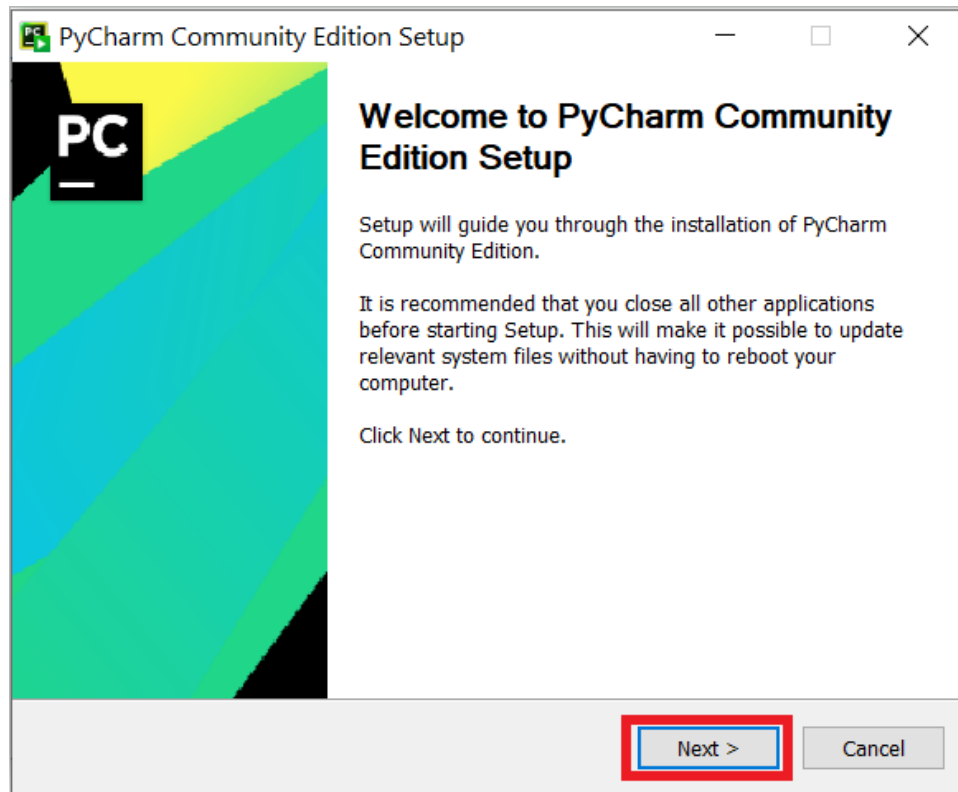 PyCharm Community Edition Setup
PC
Welcome to PyCharm Community
Edition Setup
Setup will guide you through the installation of PyCharm
Community Edition.
It is recommended that you close all other applications
before starting Setup. This will make it possible to update
relevant system files without having to reboot your
computer.
Click Next to continue.
Next >
Cancel